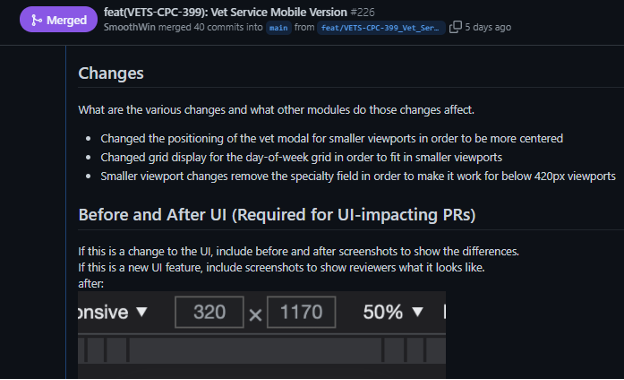 Merged
feat(VETS-CPC-399): Vet Service Mobile Version #226
SmoothWin merged 40 commits into main from feat/VETS-CPC-399_Vet_Ser… 5 days ago
Changes
What are the various changes and what other modules do those changes affect.
• Changed the positioning of the vet modal for smaller viewports in order to be more centered
• Changed grid display for the day-of-week grid in order to fit in smaller viewports
• Smaller viewport changes remove the specialty field in order to make it work for below 420px viewports
Before and After UI (Required for UI-impacting PRs)
If this is a change to the UI, include before and after screenshots to show the differences.
If this is a new UI feature, include screenshots to show reviewers what it looks like.
after:
onsive ▼ 320 × 1170 50% ▼